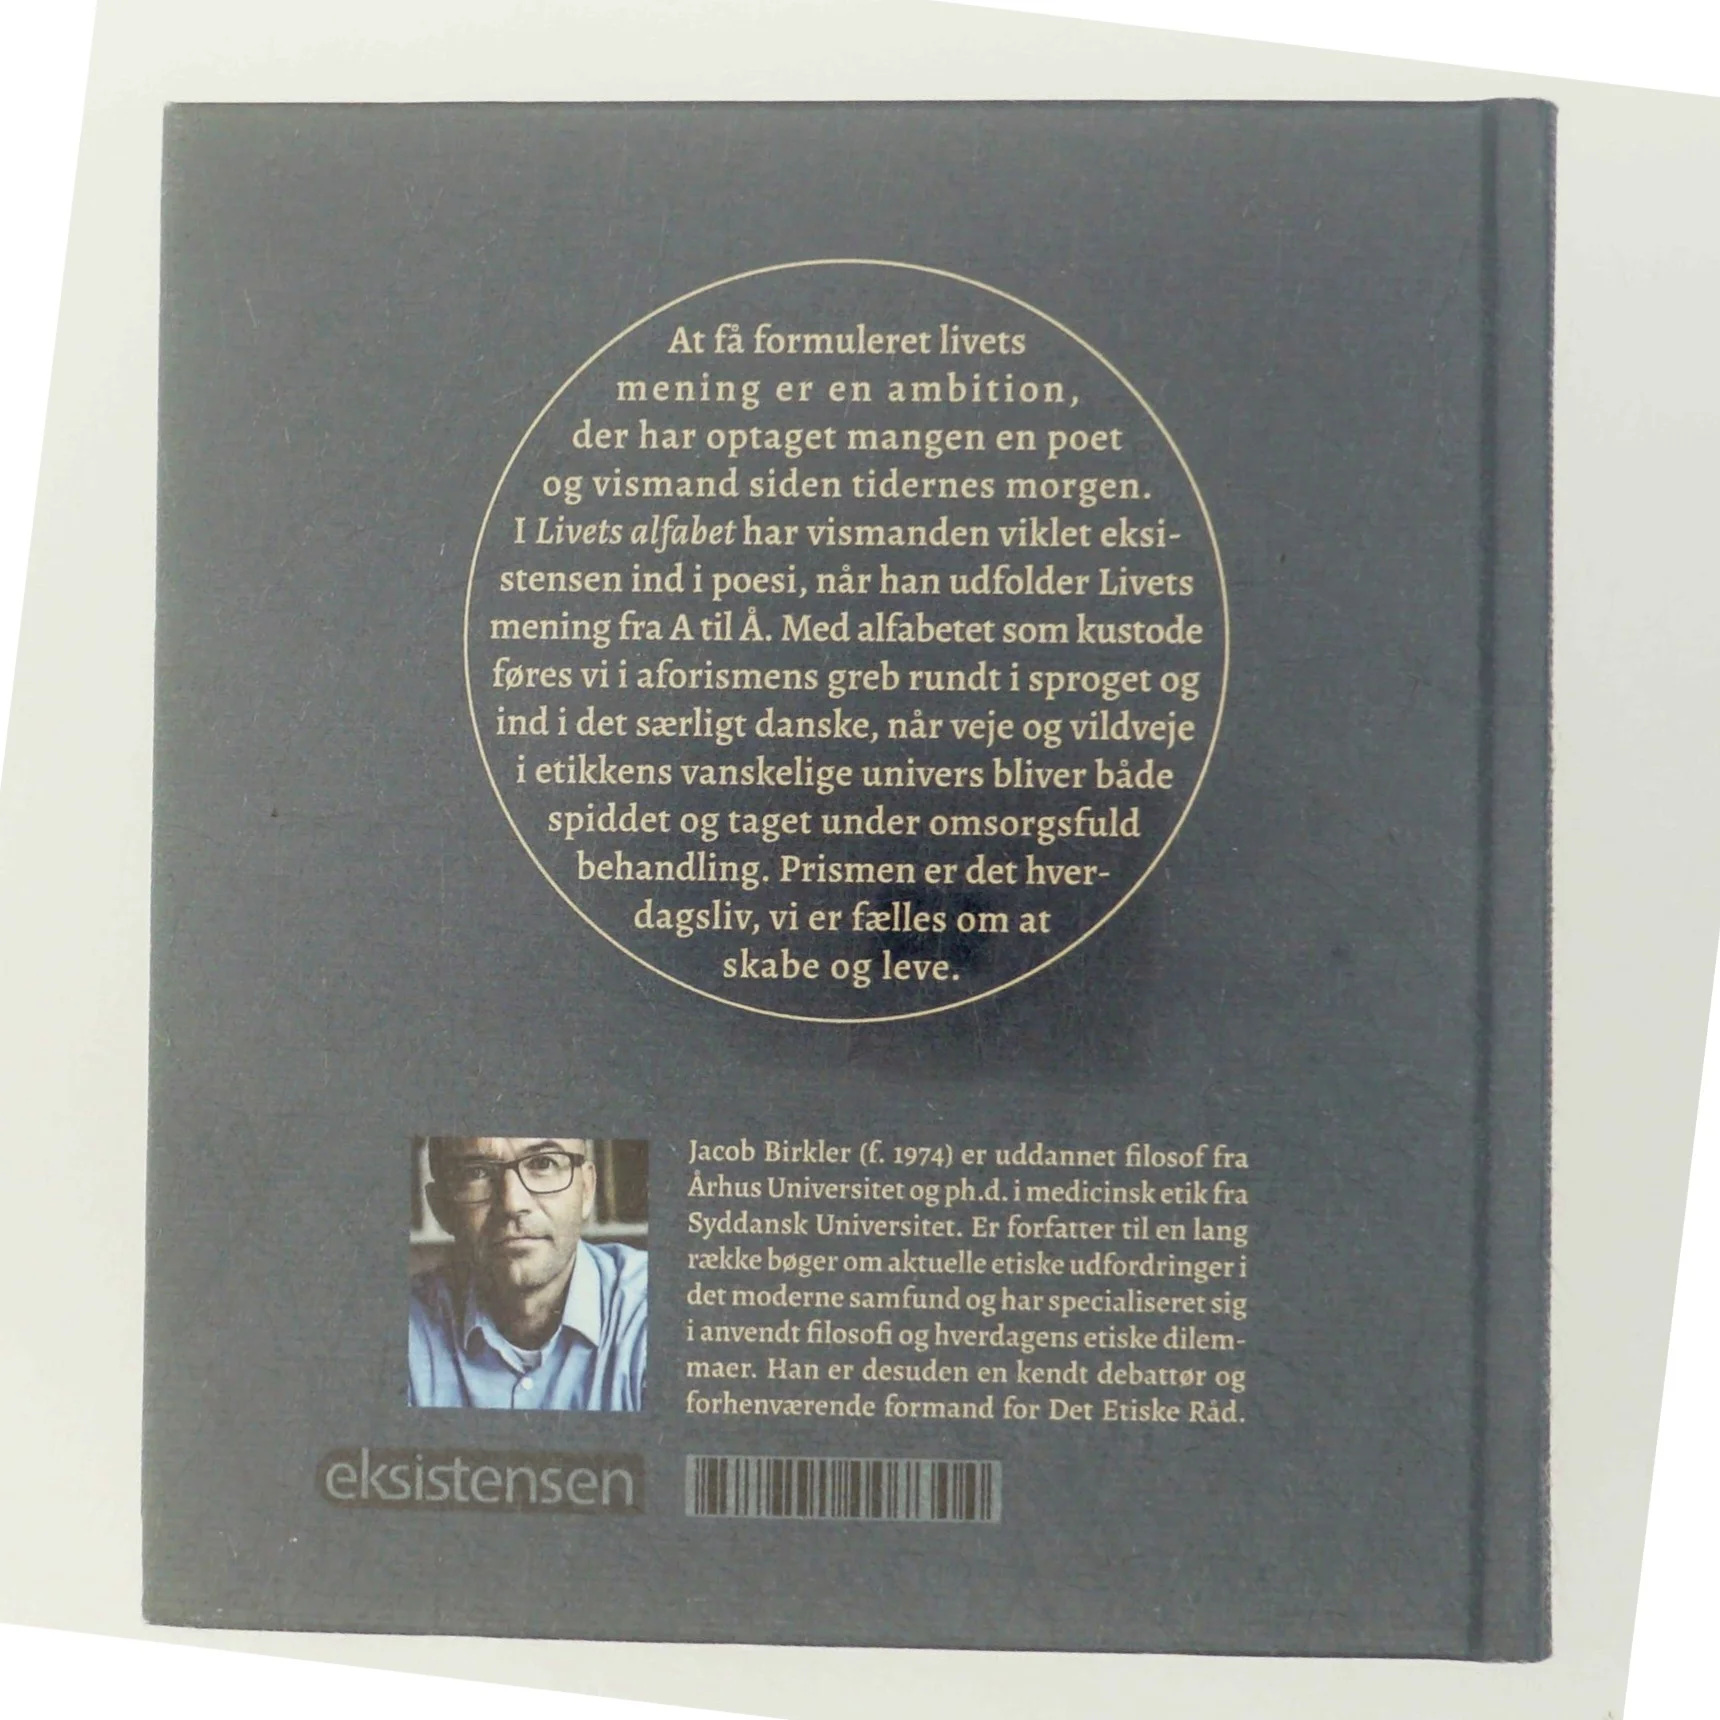 At få formuleret livets
mening er en ambition,
der har optaget mangen en poet
og vismand siden tidernes morgen.
I Livets alfabet har vismanden viklet eksi-
stensen ind i poesi, når han udfolder Livets
mening fra A til Å. Med alfabetet som kustode
føres vi i aforismens greb rundt i sproget og
ind i det særligt danske, når veje og vildveje
i etikkens vanskelige univers bliver både
spiddet og taget under omsorgsfuld
behandling. Prismen er det hver-
dagsliv, vi er fælles om at
skabe og leve.
Jacob Birkler (f. 1974) er uddannet filosof fra
Århus Universitet og ph.d. i medicinsk etik fra
Syddansk Universitet. Er forfatter til en lang
række bøger om aktuelle etiske udfordringer i
det moderne samfund og har specialiseret sig
i anvendt filosofi og hverdagens etiske dilem-
maer. Han er desuden en kendt debattør og
forhenværende formand for Det Etiske Råd.
eksistensen